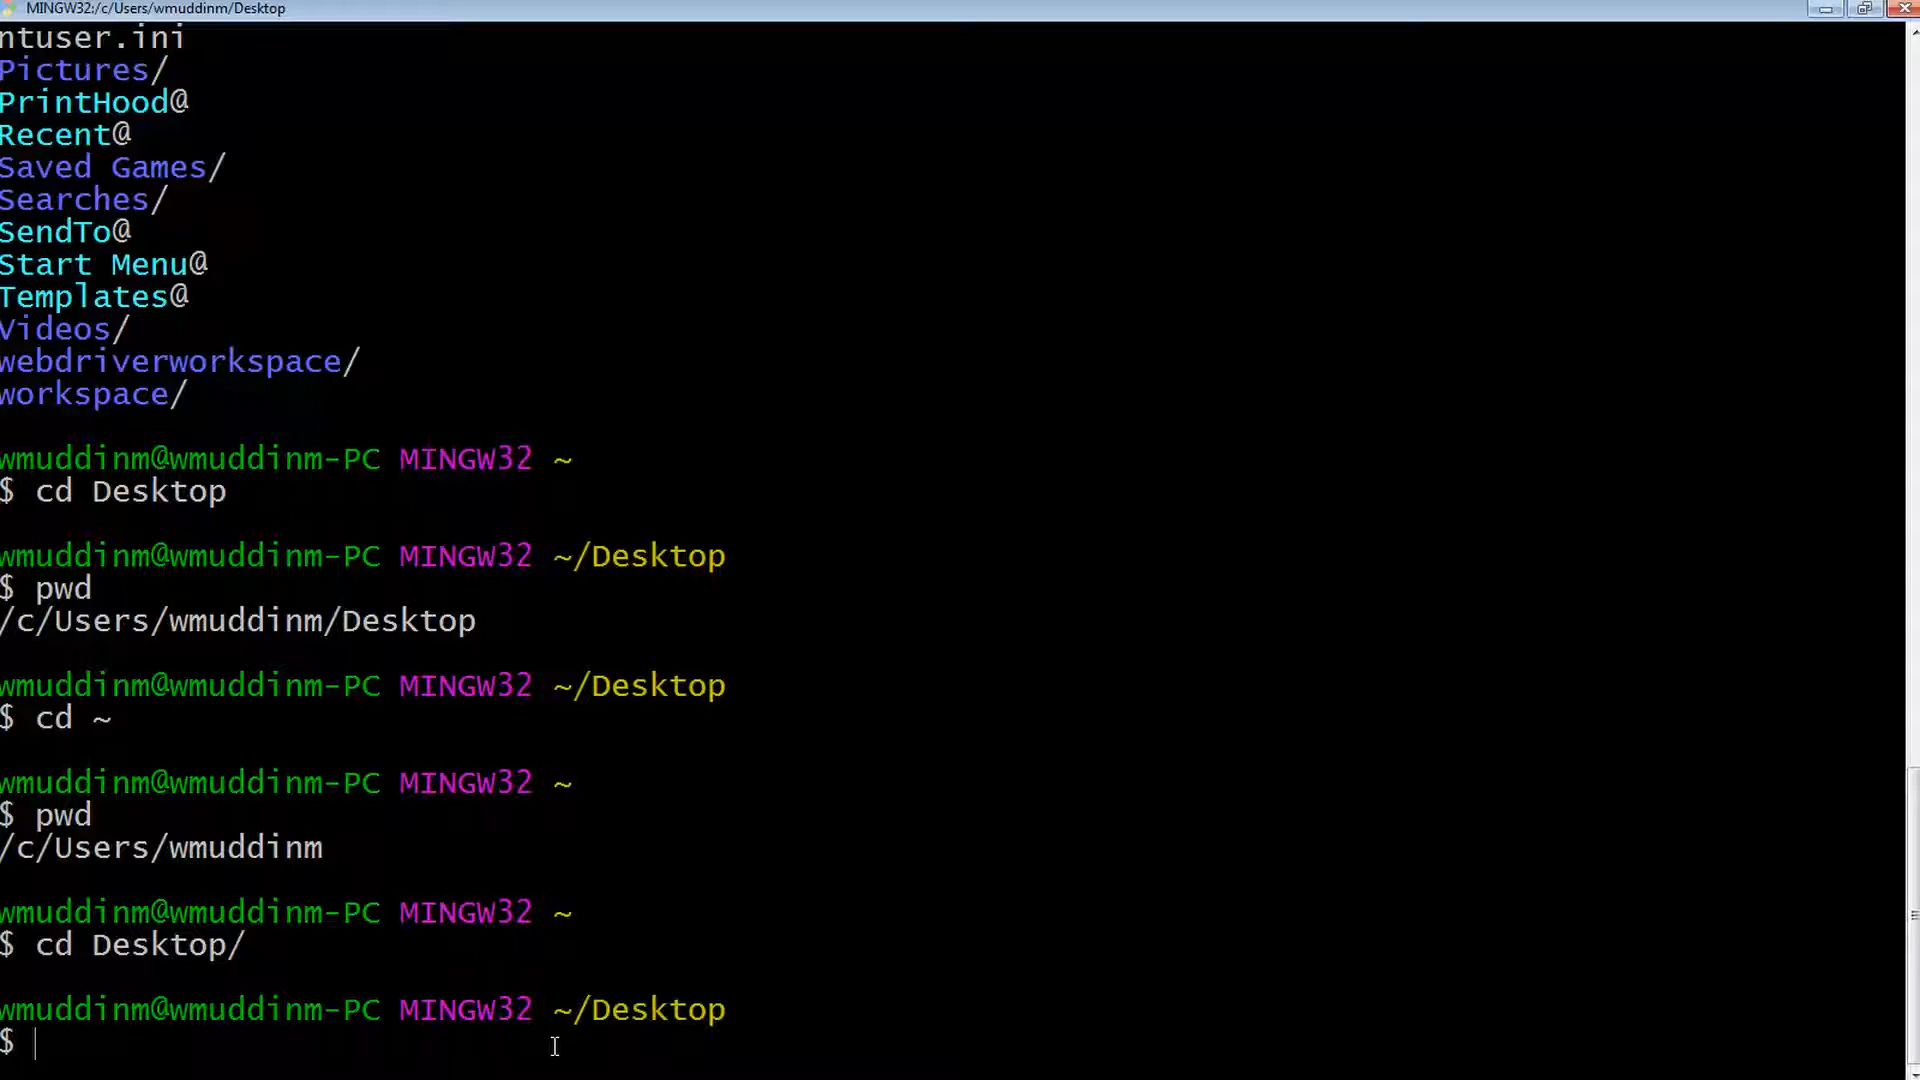 MINGW32:/c/Users/wmuddinm/Desktop
ntuser.ini
Pictures/
PrintHood@
Recent@
Saved Games/
Searches/
SendTo@
Start Menu@
Templates@
Videos/
webdriverworkspace/
workspace/
wmuddinm@wmuddinm-PC MINGW32 ~
$ cd Desktop
wmuddinm@wmuddinm-PC MINGW32 ~/Desktop
$ pwd
/c/Users/wmuddinm/Desktop
wmuddinm@wmuddinm-PC MINGW32 ~/Desktop
$ cd ~
wmuddinm@wmuddinm-PC MINGW32 ~
$ pwd
/c/Users/wmuddinm
wmuddinm@wmuddinm-PC MINGW32 ~
$ cd Desktop/
wmuddinm@wmuddinm-PC MINGW32 ~/Desktop
$